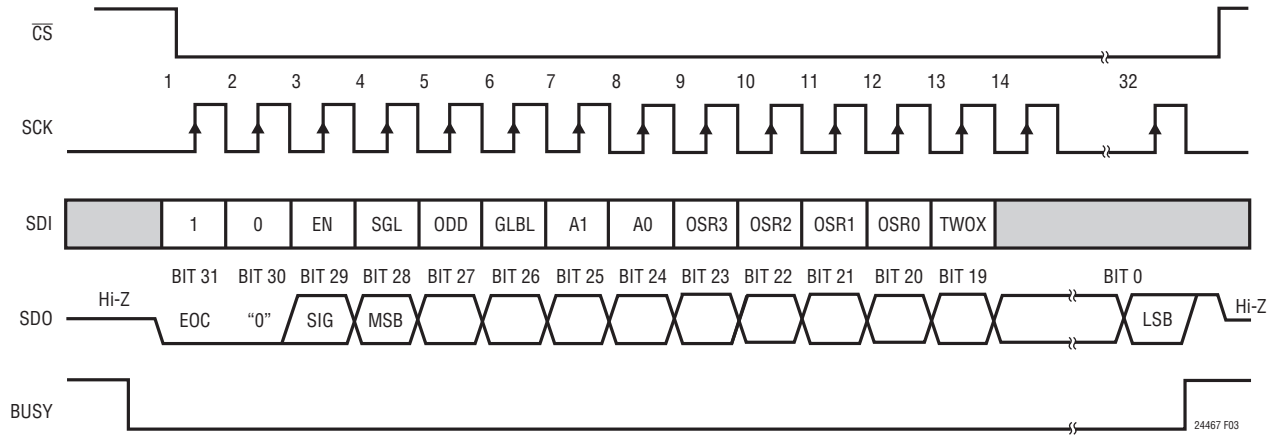 CS
1 2 3 4 5 6 7 8 9 10 11 12 13 14 32
SCK
SDI 1 0 EN SGL ODD GLBL A1 A0 OSR3 OSR2 OSR1 OSR0 TWOX
BIT 31 BIT 30 BIT 29 BIT 28 BIT 27 BIT 26 BIT 25 BIT 24 BIT 23 BIT 22 BIT 21 BIT 20 BIT 19 BIT 0
Hi-Z Hi-Z
SDO EOC “0” SIG MSB LSB
BUSY
24467 F03